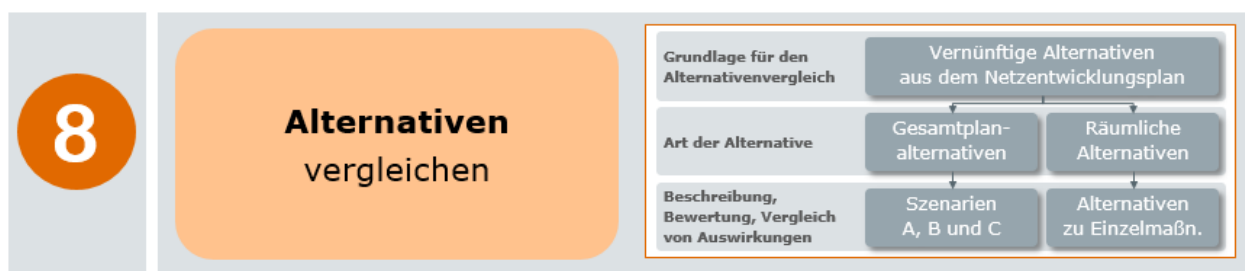 8
Alternativen
vergleichen
Grundlage für den
Alternativenvergleich
Vernünftige Alternativen
aus dem Netzentwicklungsplan
Art der Alternative
Gesamtplan-
alternativen
Räumliche
Alternativen
Beschreibung,
Bewertung, Vergleich
von Auswirkungen
Szenarien
A, B und C
Alternativen
zu Einzelmaßn.